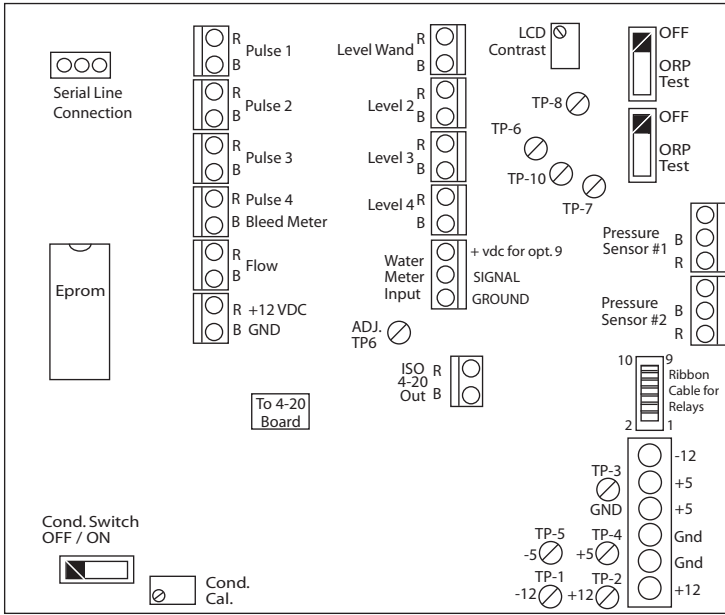 Serial Line
Connection
R
Pulse 1
B
R
Pulse 2
B
R
Pulse 3
B
R Pulse 4
B Bleed Meter
R
Flow
B
R +12 VDC
B GND
Eprom
To 4-20
Board
Cond. Switch
OFF / ON
Cond.
Cal.
Level Wand R
B
Level 2 R
B
Level 3 R
B
Level 4 R
B
Water
Meter
Input
+ vdc for opt. 9
SIGNAL
GROUND
ADJ.
TP6
ISO R
4-20
Out B
LCD
Contrast
TP-8
TP-6
TP-10
TP-7
OFF
ORP
Test
OFF
ORP
Test
Pressure
Sensor #1
B
R
Pressure
Sensor #2
B
R
10 9
Ribbon
Cable for
Relays
2 1
-12
+5
+5
Gnd
Gnd
+12
TP-3
GND
TP-5
-5
TP-4
+5
TP-1
-12
TP-2
+12